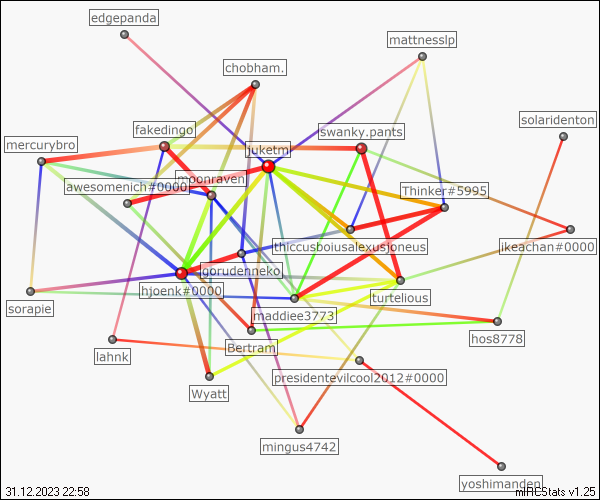 edgepanda
mattnesslp
chobham.
solaridenton
fakedingo
swanky.pants
mercurybro
juketm
moonraven
awesomenich#0000
Thinker#5995
thiccusboiusalexusjoneus
ikeachan#0000
gorudenneko
hjoenk#0000
turtelious
sorapie
maddiee3773
hos8778
Bertram
lahnk
presidentevilcool2012#0000
Wyatt
mingus4742
yoshimanden
31.12.2023 22:58
mIRCStats v1.25